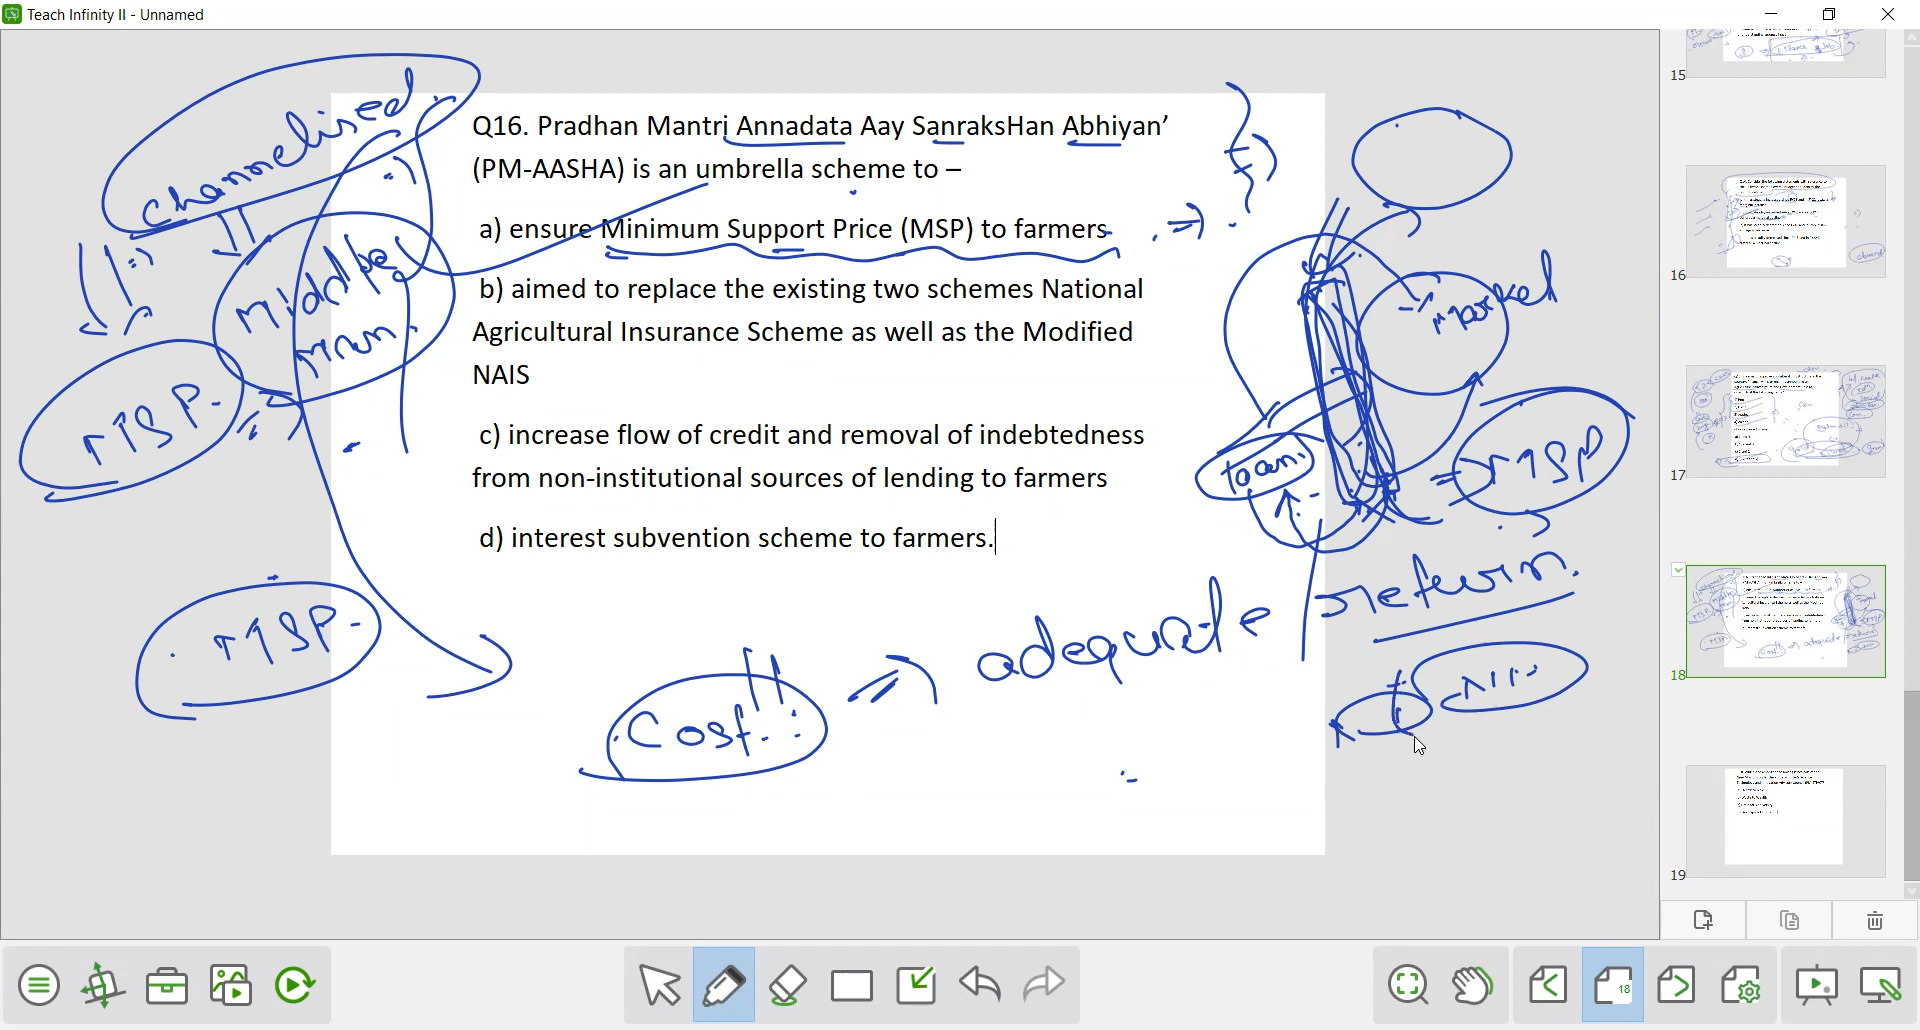 Teach Infinity II - Unnamed
channelised
Q16. Pradhan Mantri Annadata Aay SanraksHan Abhiyan’
(PM-AASHA) is an umbrella scheme to –
a) ensure Minimum Support Price (MSP) to farmers
b) aimed to replace the existing two schemes National
Agricultural Insurance Scheme as well as the Modified
NAIS
c) increase flow of credit and removal of indebtedness
from non-institutional sources of lending to farmers
d) interest subvention scheme to farmers.
Middle
man
MSP
MSP
Market
loan
MSP
Cost!! adequate return
15
16
17
18
19
18